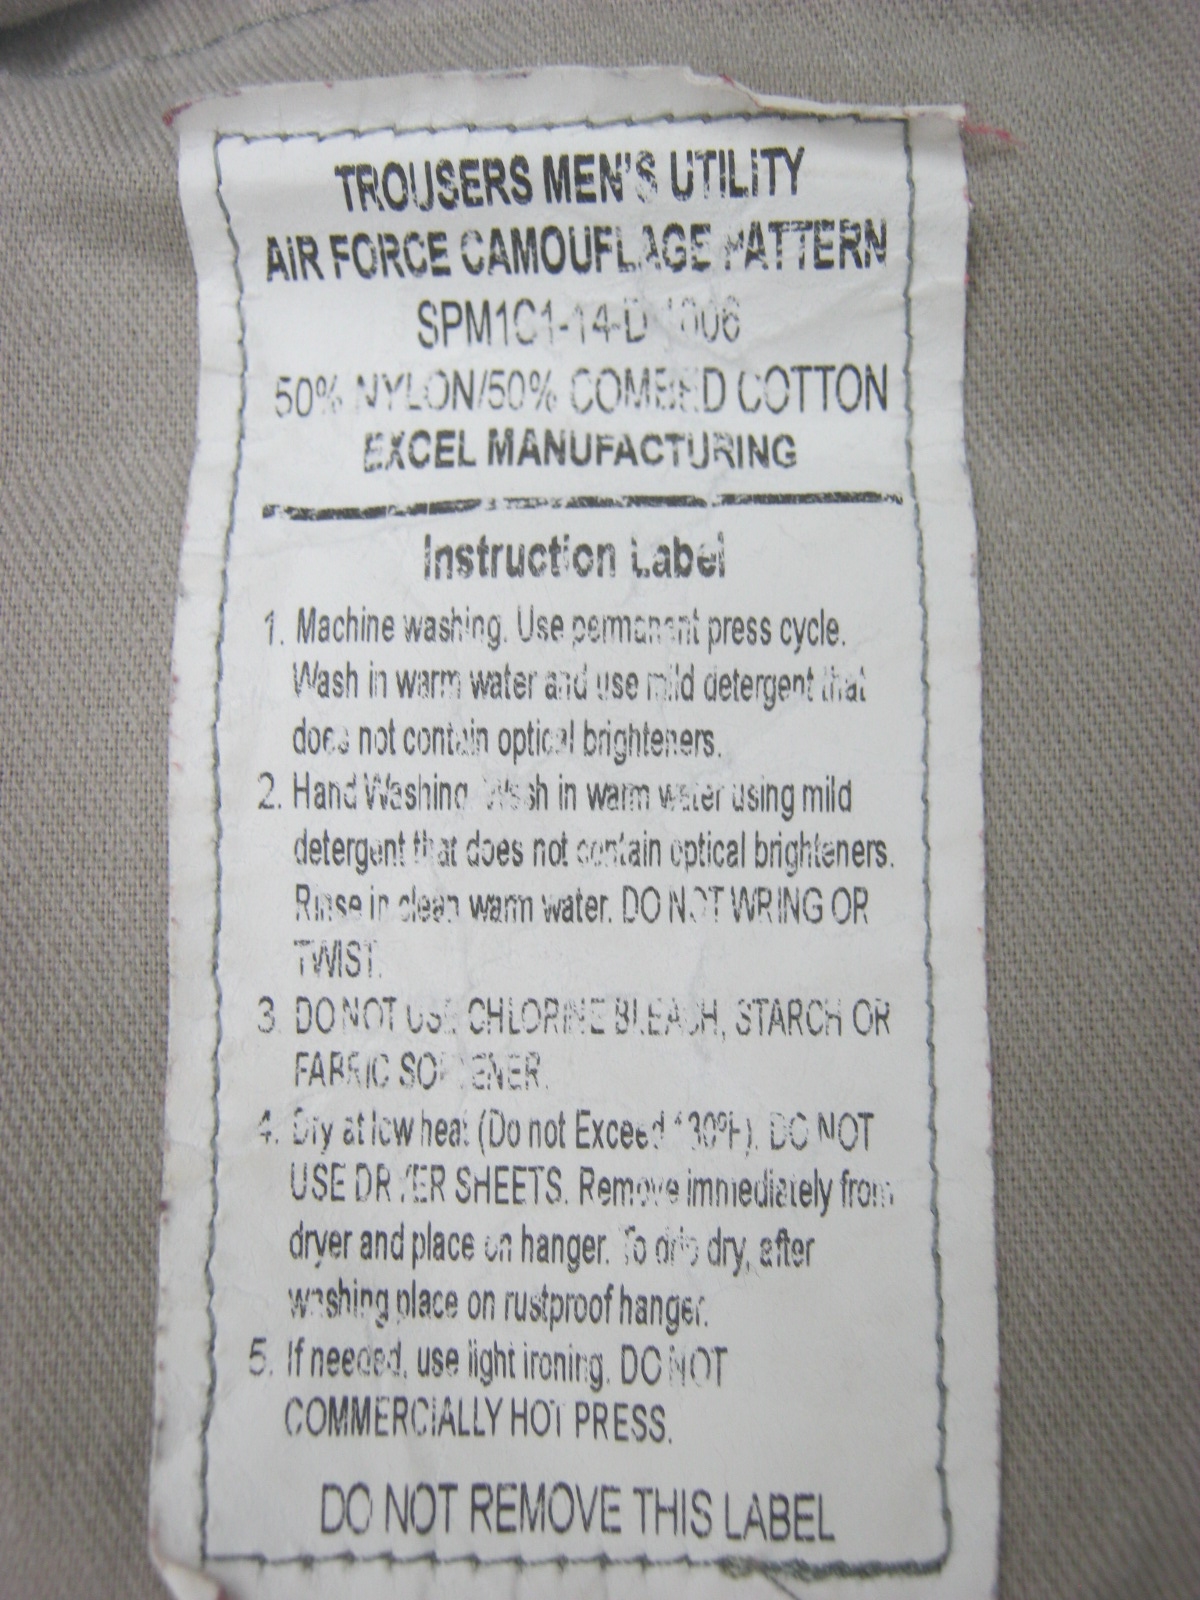 TROUSERS MEN'S UTILITY
AIR FORCE CAMOUFLAGE PATTERN
SPM1C1-14-D-1006
50% NYLON/50% COMBED COTTON
EXCEL MANUFACTURING
Instruction Label
1. Machine washing. Use permanent press cycle.
Wash in warm water and use mild detergent that
does not contain optical brighteners.
2. Hand Washing. Wash in warm water using mild
detergent that does not contain optical brighteners.
Rinse in clean warm water. DO NOT WRING OR
TWIST.
3. DO NOT USE CHLORINE BLEACH, STARCH OR
FABRIC SOFTENER.
4. Dry at low heat (Do not Exceed 130°F). DO NOT
USE DRYER SHEETS. Remove immediately from
dryer and place on hanger. To drip dry, after
washing place on rustproof hanger.
5. If needed, use light ironing. DO NOT
COMMERCIALLY HOT PRESS.
DO NOT REMOVE THIS LABEL